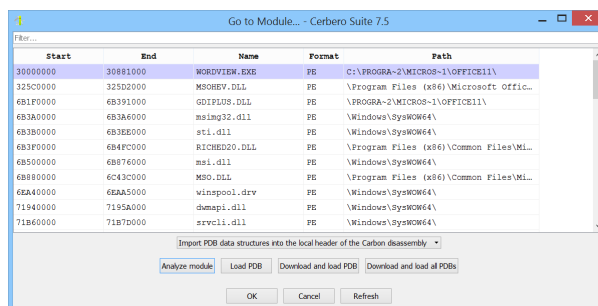 Go to Module... - Cerbero Suite 7.5
Filter...
Start End Name Format Path
30000000 30881000 WORDVIEW.EXE PE C:\PROGRA~2\MICROS~1\OFFICE11\
325C0000 325D2000 MSOHEV.DLL PE \Program Files (x86)\Microsoft Offic...
6B1F0000 6B391000 GDIPLUS.DLL PE \PROGRA~2\MICROS~1\OFFICE11\
6B3A0000 6B3A6000 msimg32.dll PE \Windows\SysWOW64\
6B3B0000 6B3EE000 sti.dll PE \Windows\SysWOW64\
6B3F0000 6B4FC000 RICHED20.DLL PE \Program Files (x86)\Common Files\Mi...
6B500000 6B876000 msi.dll PE \Windows\SysWOW64\
6B880000 6C43C000 MSO.DLL PE \Program Files (x86)\Common Files\Mi...
6EA40000 6EAA5000 winspool.drv PE \Windows\SysWOW64\
71940000 7195A000 dwmapi.dll PE \Windows\SysWOW64\
71B60000 71B7D000 srvcli.dll PE \Windows\SysWOW64\
Import PDB data structures into the local header of the Carbon disassembly
Analyze module Load PDB Download and load PDB Download and load all PDBs
OK Cancel Refresh